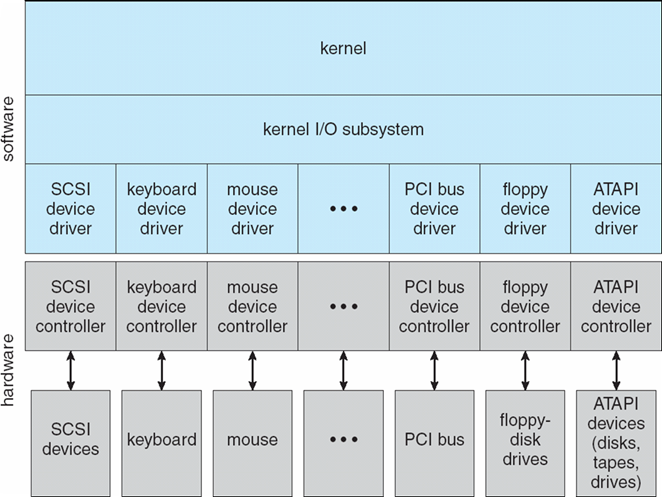 software
kernel
kernel I/O subsystem
SCSI
device
driver
keyboard
device
driver
mouse
device
driver
•••
PCI bus
device
driver
floppy
device
driver
ATAPI
device
driver
hardware
SCSI
device
controller
keyboard
device
controller
mouse
device
controller
•••
PCI bus
device
controller
floppy
device
controller
ATAPI
device
controller
SCSI
devices
keyboard
mouse
•••
PCI bus
floppy-
disk
drives
ATAPI
devices
(disks,
tapes,
drives)